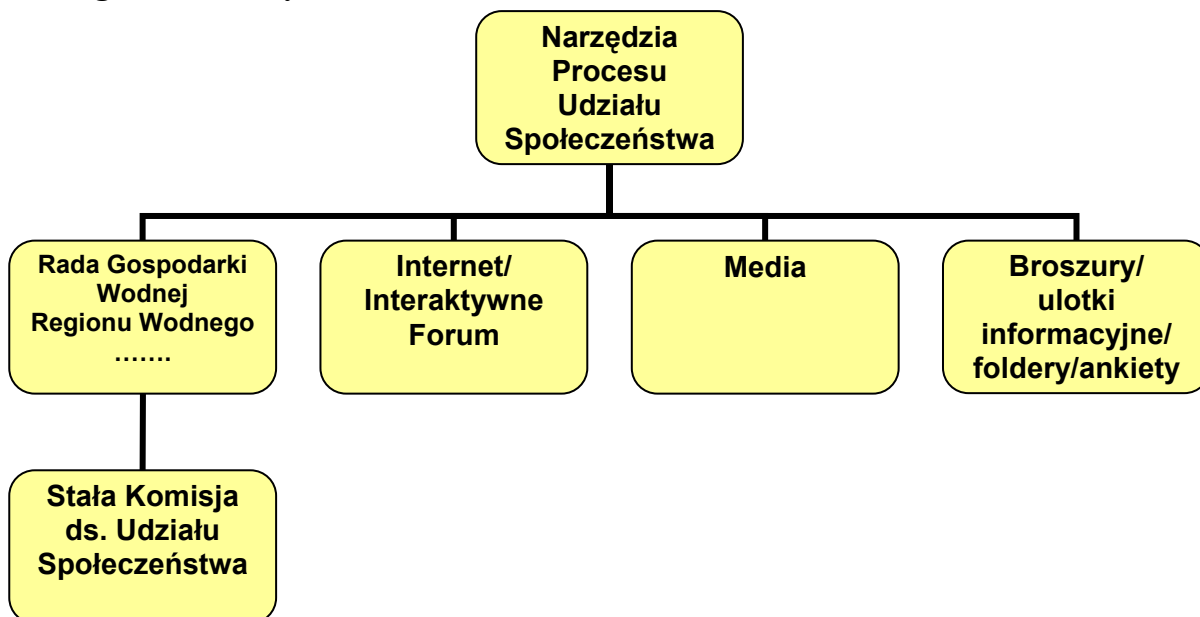 Narzędzia
Procesu
Udziału
Społeczeństwa
Rada Gospodarki
Wodnej
Regionu Wodnego
.......
Internet/
Interaktywne
Forum
Media
Broszury/
ulotki
informacyjne/
foldery/ankiety
Stała Komisja
ds. Udziału
Społeczeństwa